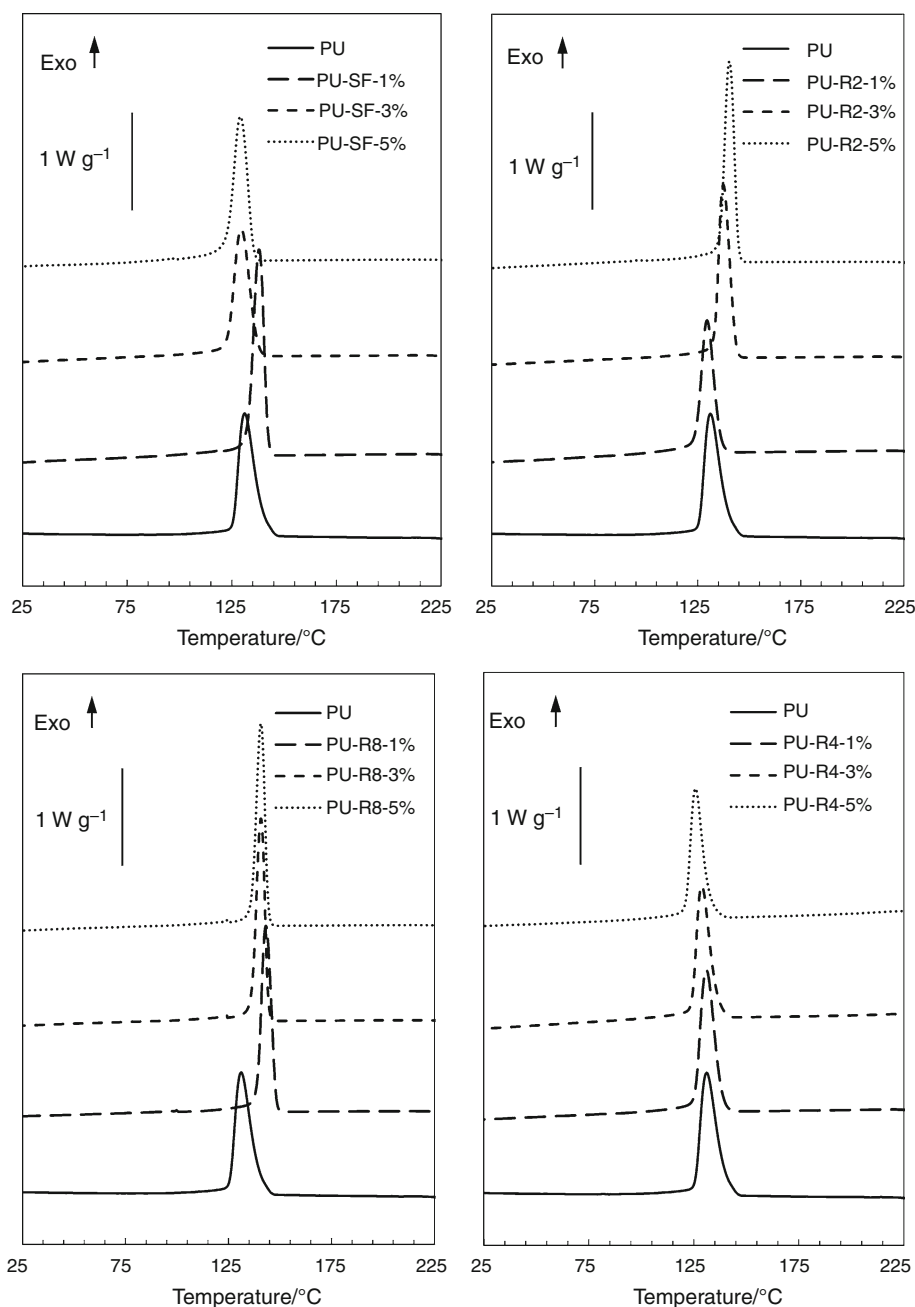 Exo
PU
PU-SF-1%
PU-SF-3%
PU-SF-5%
1 W g⁻¹
25 75 125 175 225
Temperature/°C
Exo
PU
PU-R2-1%
PU-R2-3%
PU-R2-5%
1 W g⁻¹
25 75 125 175 225
Temperature/°C
Exo
PU
PU-R8-1%
PU-R8-3%
PU-R8-5%
1 W g⁻¹
25 75 125 175 225
Temperature/°C
Exo
PU
PU-R4-1%
PU-R4-3%
PU-R4-5%
1 W g⁻¹
25 75 125 175 225
Temperature/°C